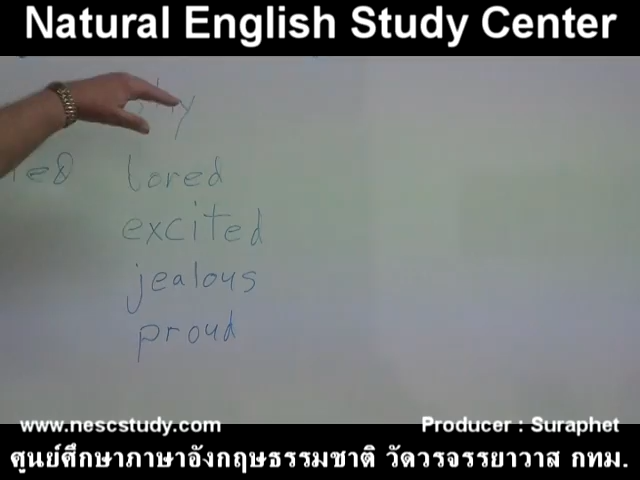 Natural English Study Center
bored
excited
jealous
proud
www.nescstudy.com Producer : Suraphet
ศูนย์ศึกษาภาษาอังกฤษธรรมชาติ วัดวรจรรยาวาส กทม.